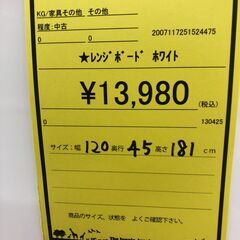 KG/家具その他_その他
程度:中古
2007117251524475
0 0
★ﾚﾝｼﾞﾎﾞｰﾄﾞ ﾎﾜｲﾄ
¥13,980
(税込)
0 130425
サイズ:幅 120 奥行 45 高さ 181 cm
商品のサイズ、状態を よくご確認下さい。